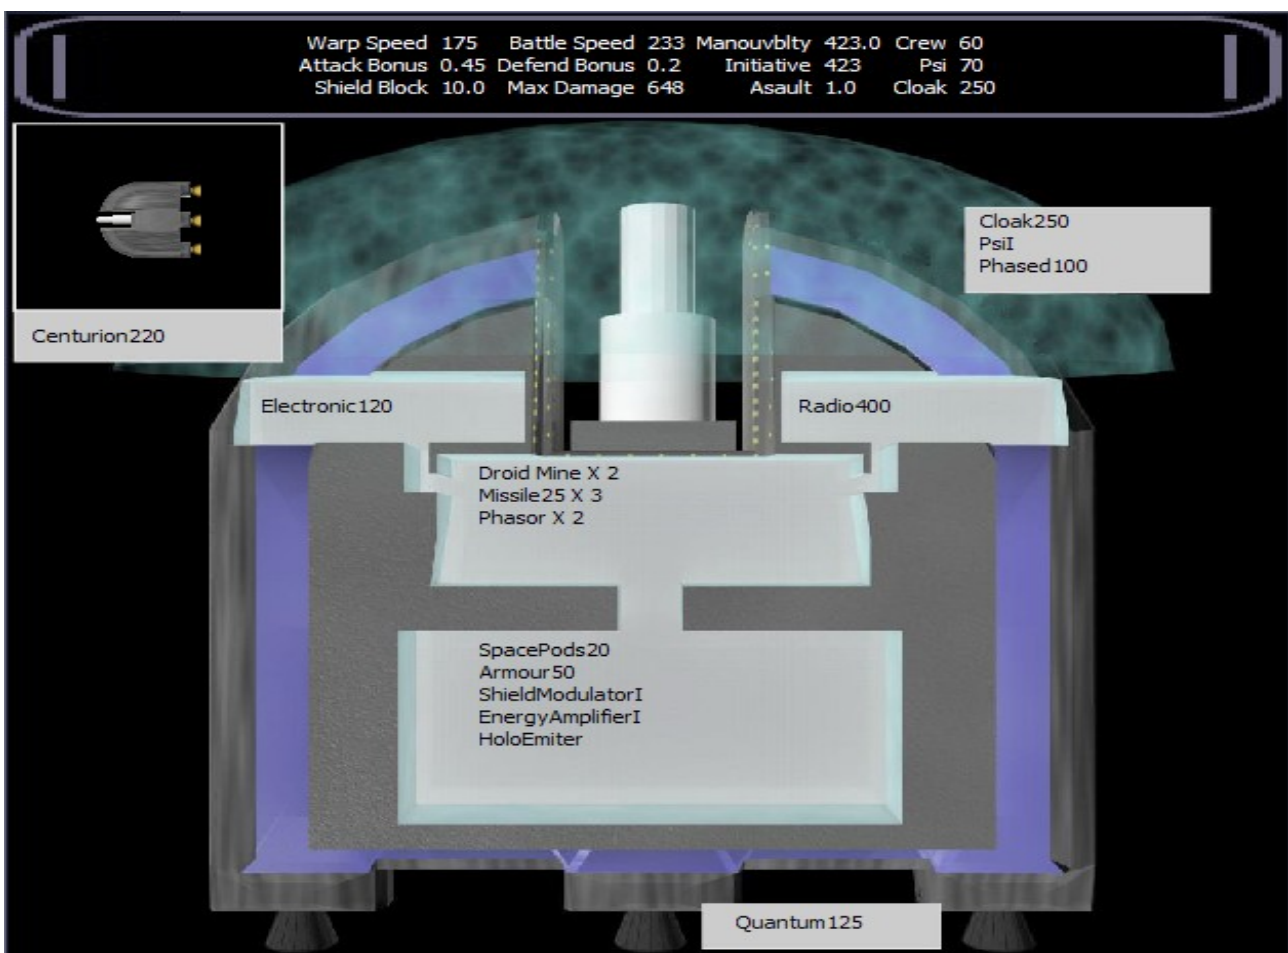 Warp Speed 175 Battle Speed 233 Manouvblty 423.0 Crew 60
Attack Bonus 0.45 Defend Bonus 0.2 Initiative 423 Psi 70
Shield Block 10.0 Max Damage 648 Asault 1.0 Cloak 250
Cloak250
PsiI
Phased100
Centurion220
Electronic120
Radio400
Droid Mine X 2
Missile25 X 3
Phasor X 2
SpacePods20
Armour50
ShieldModulatorI
EnergyAmplifierI
HoloEmiter
Quantum125